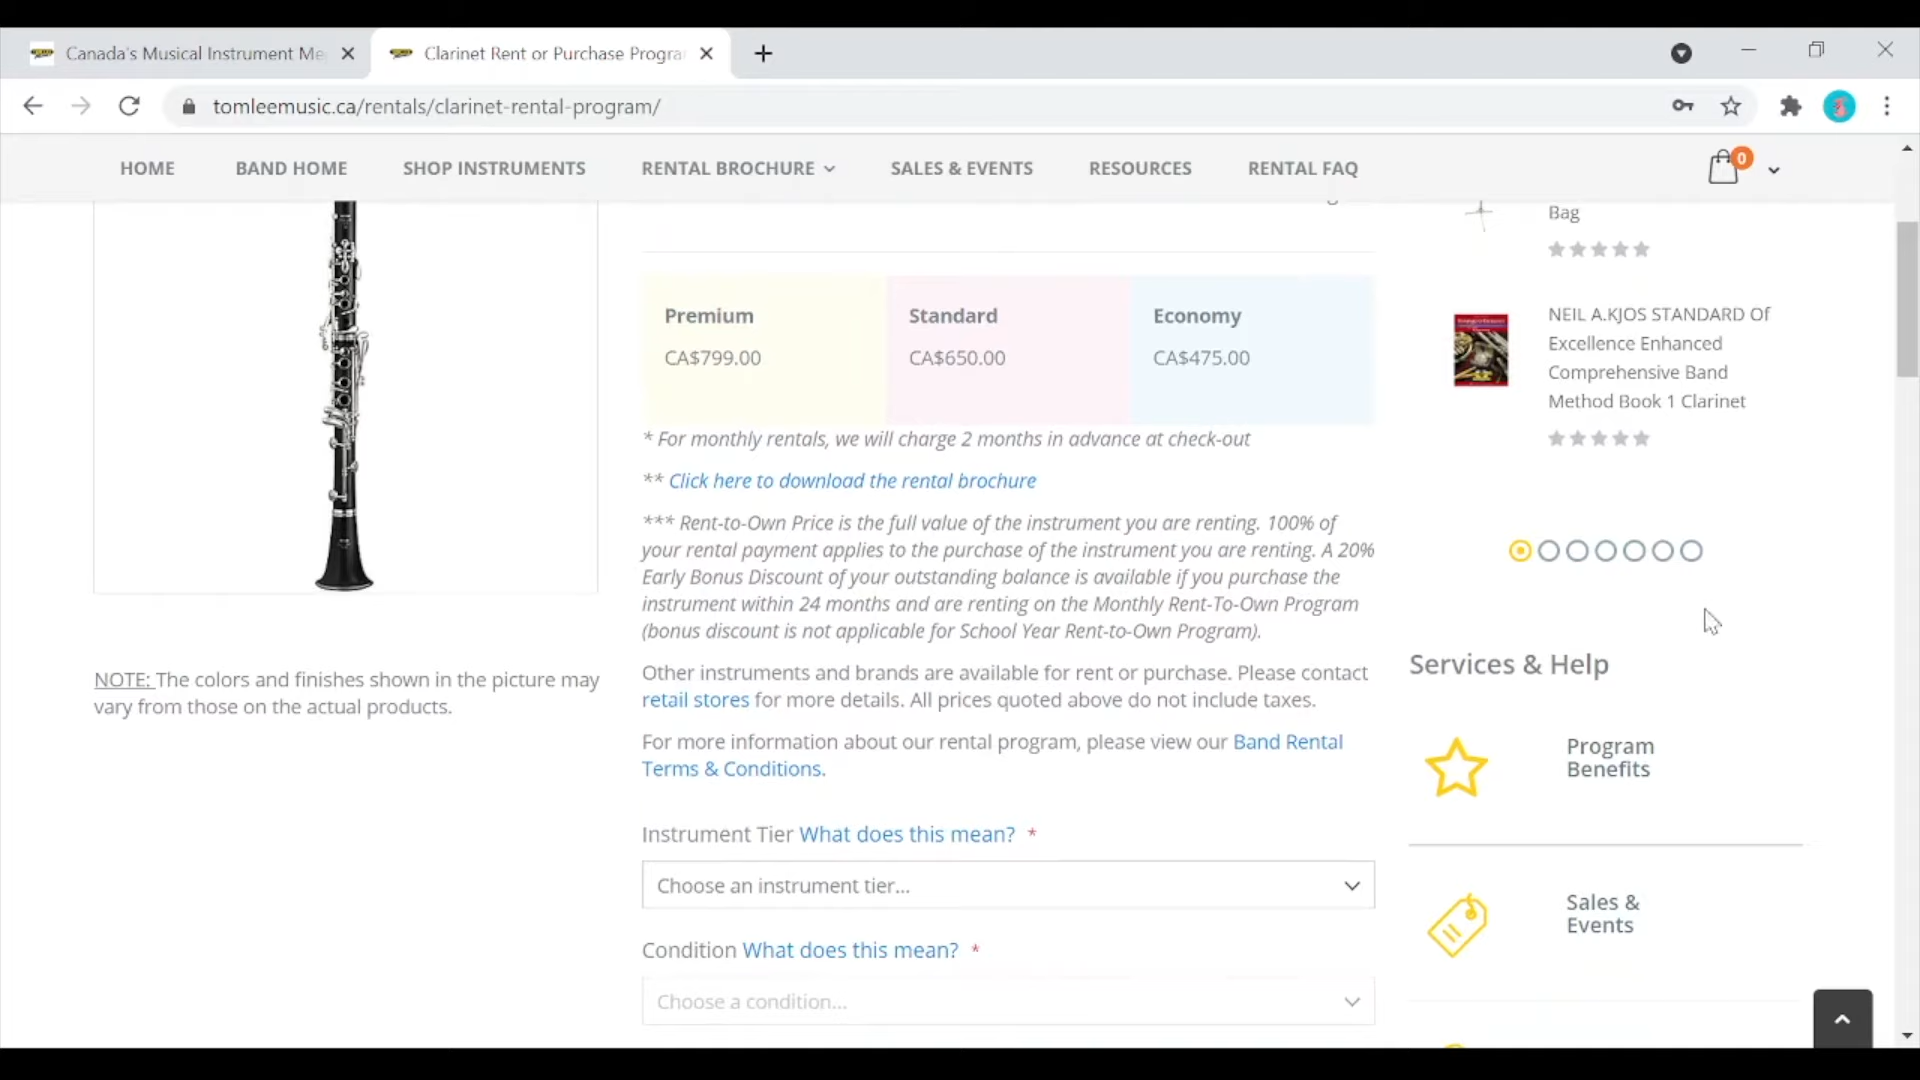 Canada's Musical Instrument Me
Clarinet Rent or Purchase Progra
tomleemusic.ca/rentals/clarinet-rental-program/
HOME
BAND HOME
SHOP INSTRUMENTS
RENTAL BROCHURE
SALES & EVENTS
RESOURCES
RENTAL FAQ
0
Premium
CA$799.00
Standard
CA$650.00
Economy
CA$475.00
* For monthly rentals, we will charge 2 months in advance at check-out
** Click here to download the rental brochure
*** Rent-to-Own Price is the full value of the instrument you are renting. 100% of
your rental payment applies to the purchase of the instrument you are renting. A 20%
Early Bonus Discount of your outstanding balance is available if you purchase the
instrument within 24 months and are renting on the Monthly Rent-To-Own Program
(bonus discount is not applicable for School Year Rent-to-Own Program).
Other instruments and brands are available for rent or purchase. Please contact
retail stores for more details. All prices quoted above do not include taxes.
For more information about our rental program, please view our Band Rental
Terms & Conditions.
Instrument Tier What does this mean? *
Choose an instrument tier...
Condition What does this mean? *
Choose a condition...
NOTE: The colors and finishes shown in the picture may
vary from those on the actual products.
Bag
NEIL A.KJOS STANDARD Of
Excellence Enhanced
Comprehensive Band
Method Book 1 Clarinet
Services & Help
Program
Benefits
Sales &
Events